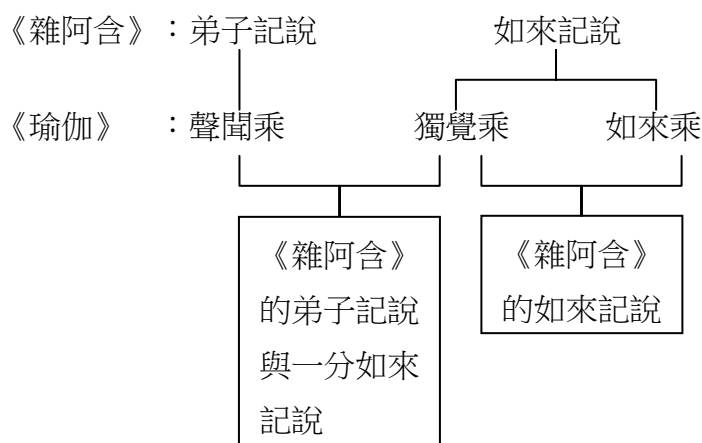 《雜阿含》：弟子記說 如來記說
《瑜伽》 ：聲聞乘 獨覺乘 如來乘
《雜阿含》
的弟子記說
與一分如來
記說
《雜阿含》
的如來記說